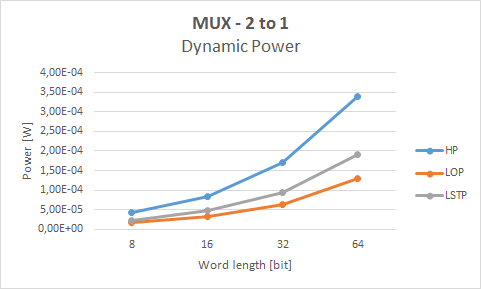 MUX - 2 to 1
Dynamic Power
4,00E-04
3,50E-04
3,00E-04
2,50E-04
2,00E-04
1,50E-04
1,00E-04
5,00E-05
0,00E+00
Power [W]
8 16 32 64
Word length [bit]
HP
LOP
LSTP